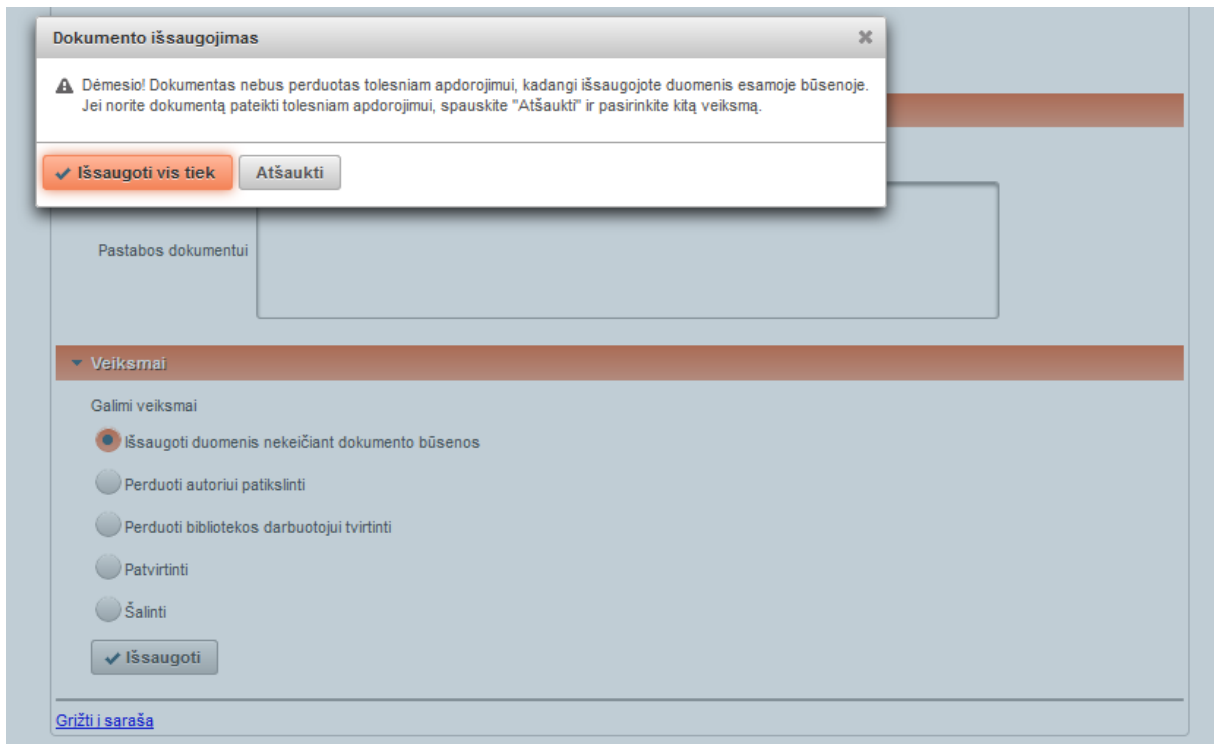 Dokumento išsaugojimas
Dėmesio! Dokumentas nebus perduotas tolesniam apdorojimui, kadangi išsaugojote duomenis esamoje būsenoje.
Jei norite dokumentą pateikti tolesniam apdorojimui, spauskite "Atšaukti" ir pasirinkite kitą veiksmą.
Išsaugoti vis tiek
Atšaukti
Pastabos dokumentui
Veiksmai
Galimi veiksmai
Išsaugoti duomenis nekeičiant dokumento būsenos
Perduoti autoriui patikslinti
Perduoti bibliotekos darbuotojui tvirtinti
Patvirtinti
Šalinti
Išsaugoti
Grižti į saraša